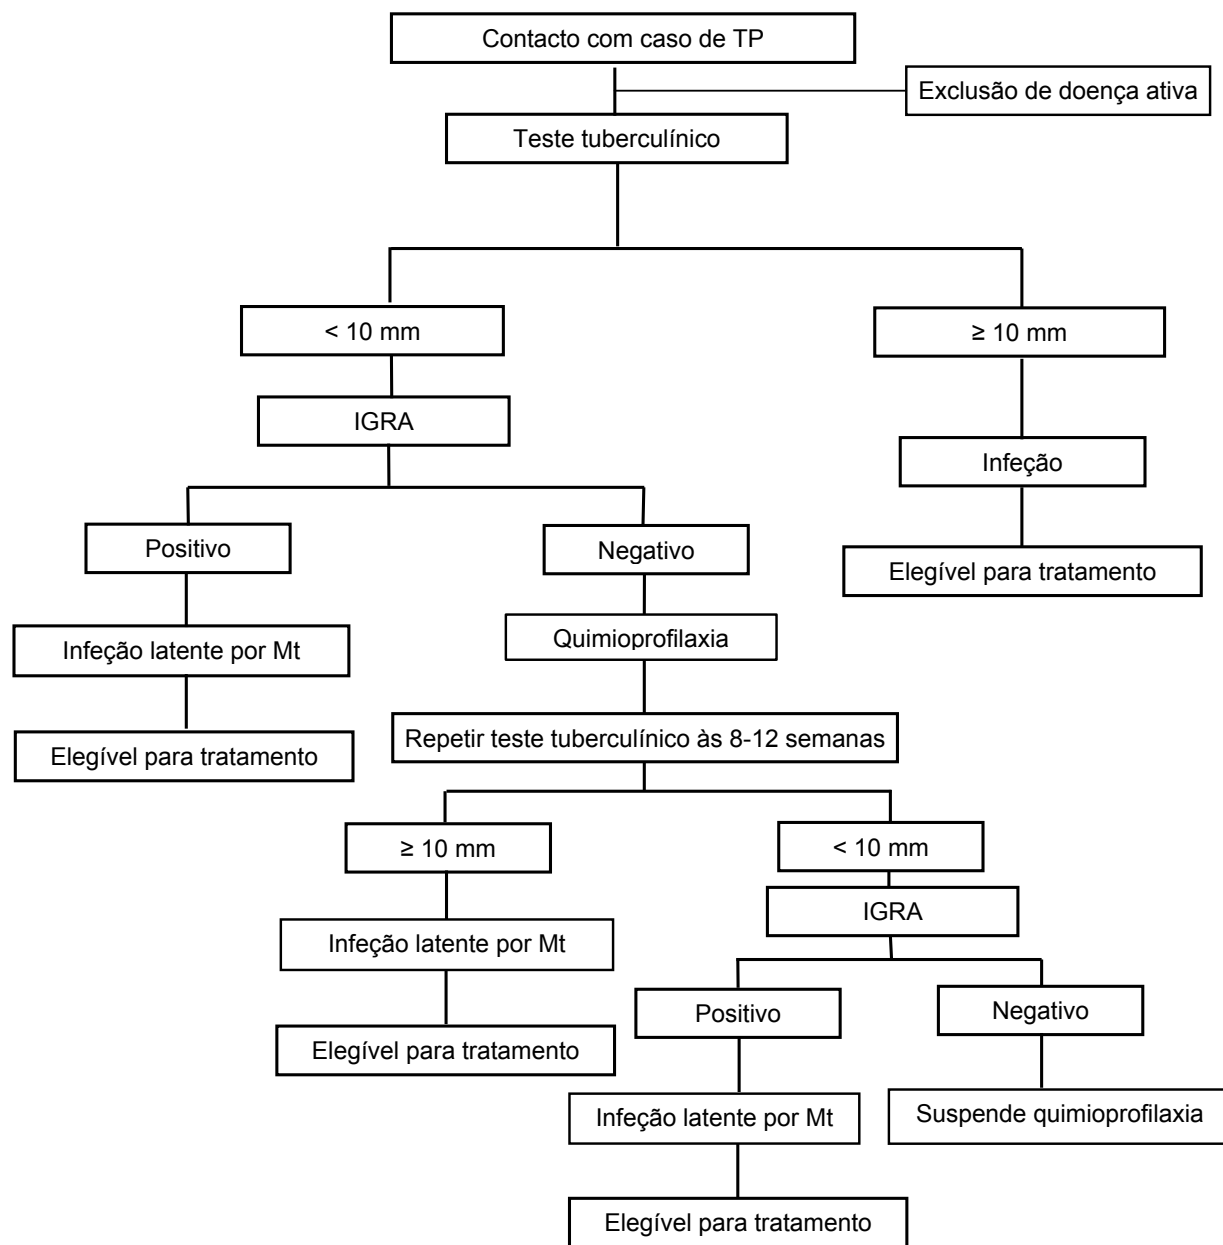 Contacto com caso de TP
Exclusão de doença ativa
Teste tuberculínico
< 10 mm
≥ 10 mm
IGRA
Infeção
Positivo
Negativo
Elegível para tratamento
Infeção latente por Mt
Quimioprofilaxia
Elegível para tratamento
Repetir teste tuberculínico às 8-12 semanas
≥ 10 mm
< 10 mm
IGRA
Infeção latente por Mt
Positivo
Negativo
Elegível para tratamento
Infeção latente por Mt
Suspende quimioprofilaxia
Elegível para tratamento